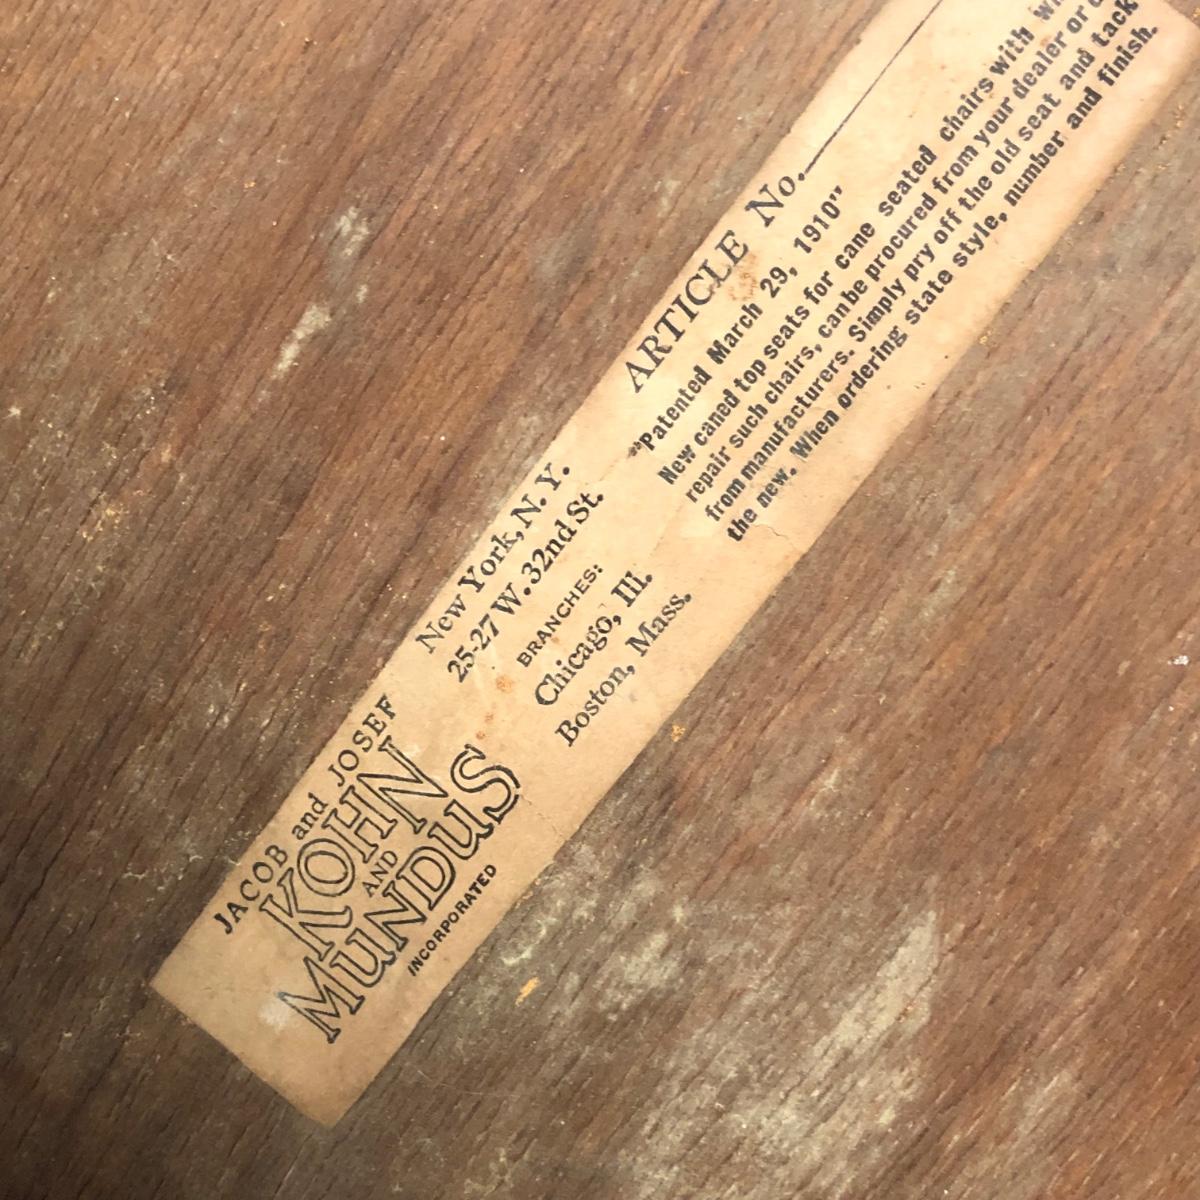 JACOB and JOSEF
KOHN
AND
MUNDUS
INCORPORATED
New York, N. Y.
25-27 W. 32nd St.
BRANCHES:
Chicago, Ill.
Boston, Mass.
ARTICLE No.
"Patented March 29, 1910"
New caned top seats for cane seated chairs with
repair such chairs, can be procured from your dealer or
from manufacturers. Simply pry off the old seat and tack
the new. When ordering state style, number and finish.